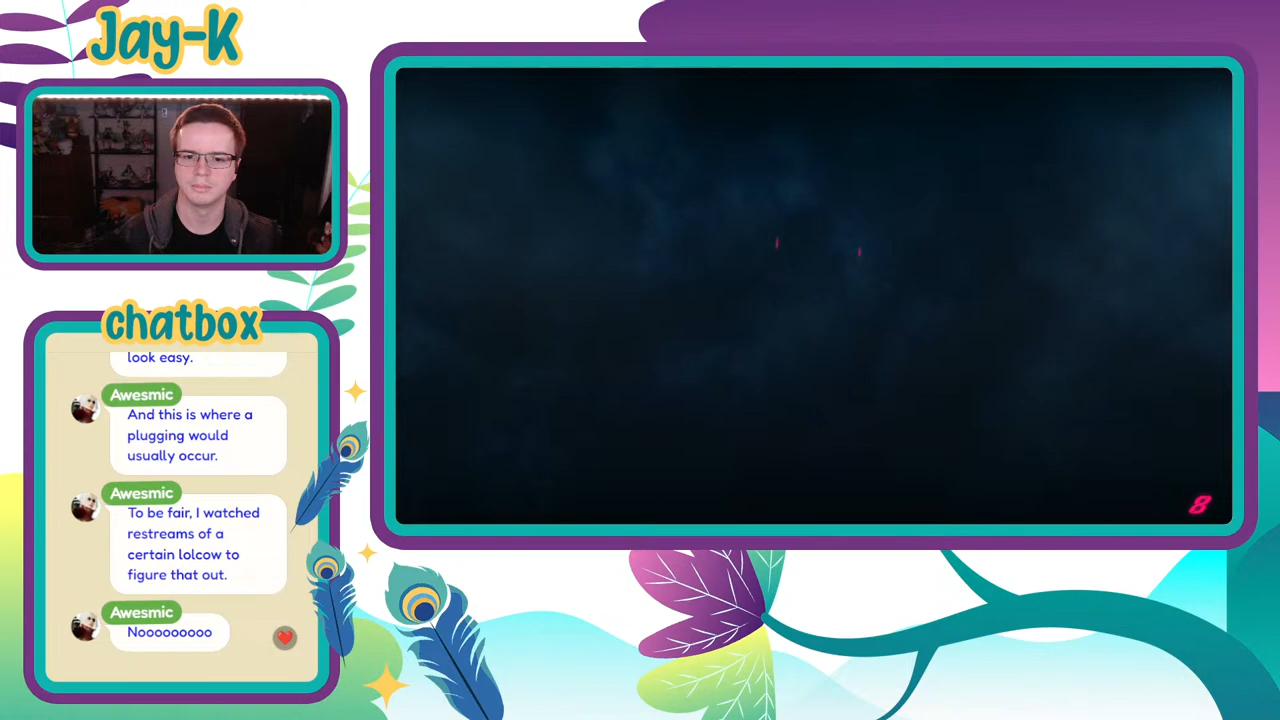 Jay-K
chatbox
look easy.
Awesmic
And this is where a
plugging would
usually occur.
Awesmic
To be fair, I watched
restreams of a
certain lolcow to
figure that out.
Awesmic
Nooooooooo
8